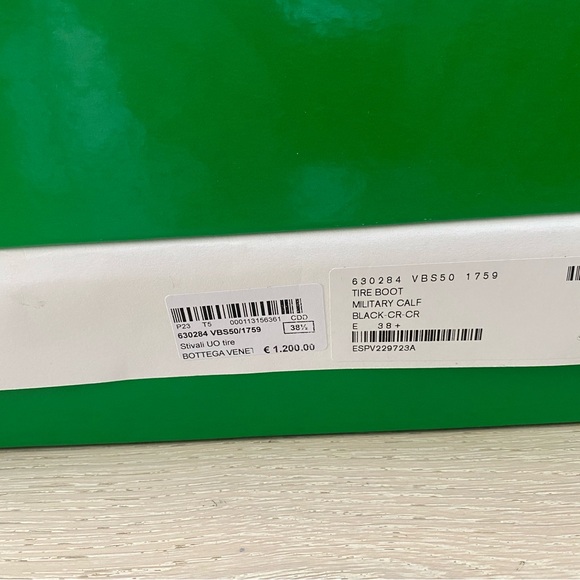 P23 T5 000113156361 CDD
630284 VBS50/1759 38½
Stivali UO tire
BOTTEGA VENET € 1.200.00
630284 VBS50 1759
TIRE BOOT
MILITARY CALF
BLACK-CR-CR
E 38+
ESPV229723A